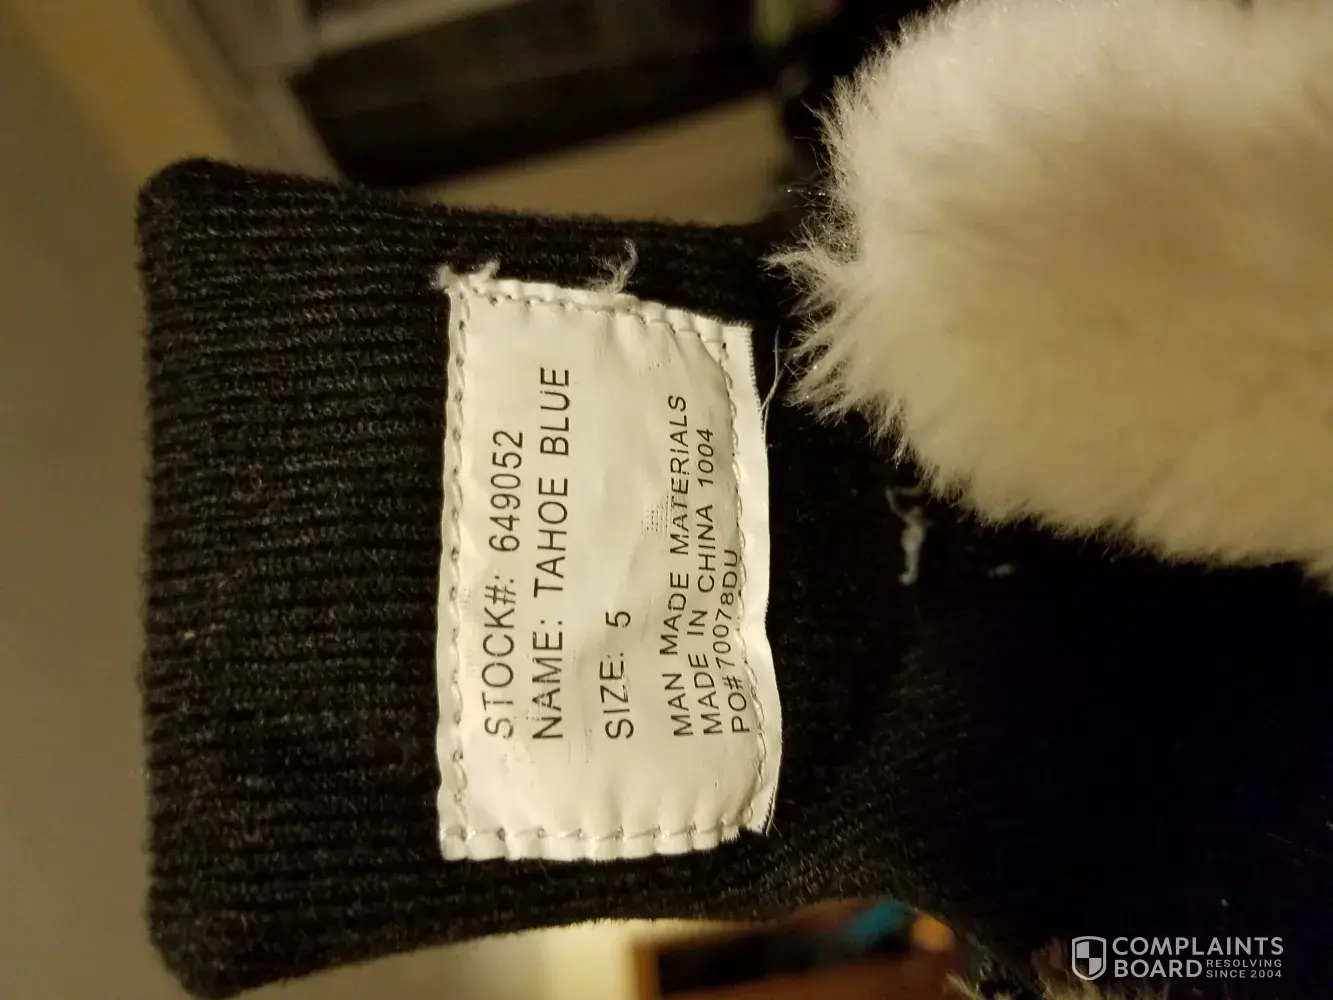 STOCK#: 649052
NAME: TAHOE BLUE
SIZE: 5
MAN MADE MATERIALS
MADE IN CHINA 1004
PO#70078DU
COMPLAINTS
BOARD RESOLVING
SINCE 2004